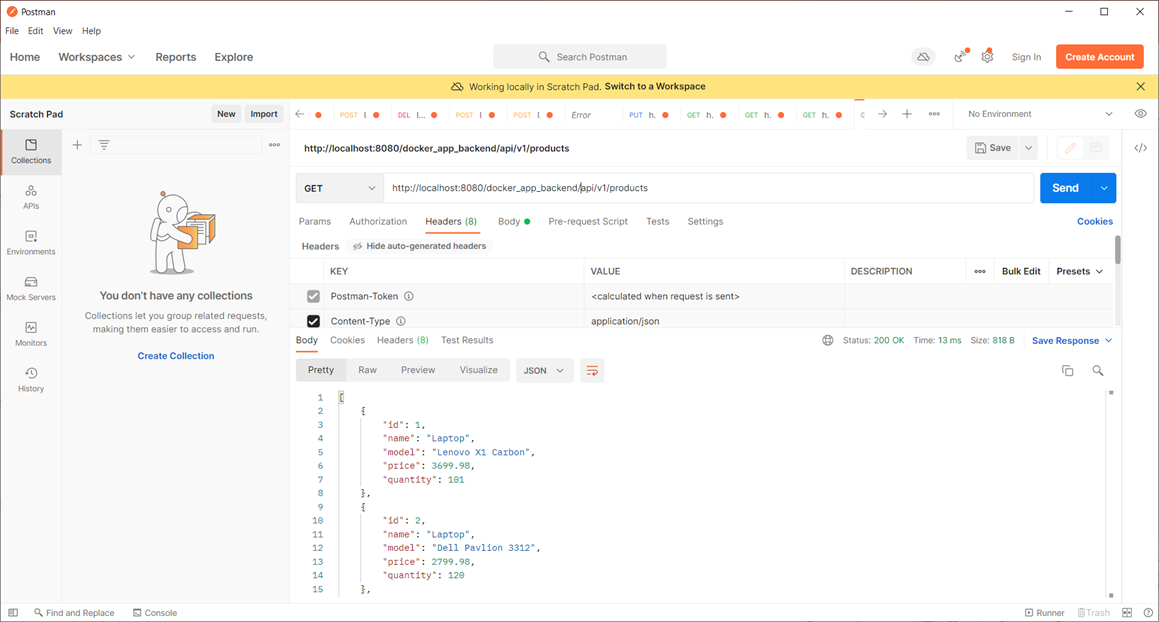 Postman
File Edit View Help
Home Workspaces Reports Explore Search Postman Sign In Create Account
Working locally in Scratch Pad. Switch to a Workspace
Scratch Pad New Import POST I DEL I... POST I POST I Error PUT h. GET h. GET h. GET h. No Environment
http://localhost:8080/docker_app_backend/api/v1/products Save
Collections
GET http://localhost:8080/docker_app_backend/api/v1/products Send
APIs
Params Authorization Headers (8) Body Pre-request Script Tests Settings Cookies
Headers Hide auto-generated headers
Environments
KEY VALUE DESCRIPTION Bulk Edit Presets
Postman-Token <calculated when request is sent>
Mock Servers
Content-Type application/json
You don't have any collections
Collections let you group related requests,
making them easier to access and run.
Create Collection
Monitors
History
Body Cookies Headers (8) Test Results Status: 200 OK Time: 13 ms Size: 818 B Save Response
Pretty Raw Preview Visualize JSON
1 [
2 {
3 "id": 1,
4 "name": "Laptop",
5 "model": "Lenovo X1 Carbon",
6 "price": 3699.98,
7 "quantity": 101
8 },
9 {
10 "id": 2,
11 "name": "Laptop",
12 "model": "Dell Pavlion 3312",
13 "price": 2799.98,
14 "quantity": 120
15 },
Find and Replace Console Runner Trash